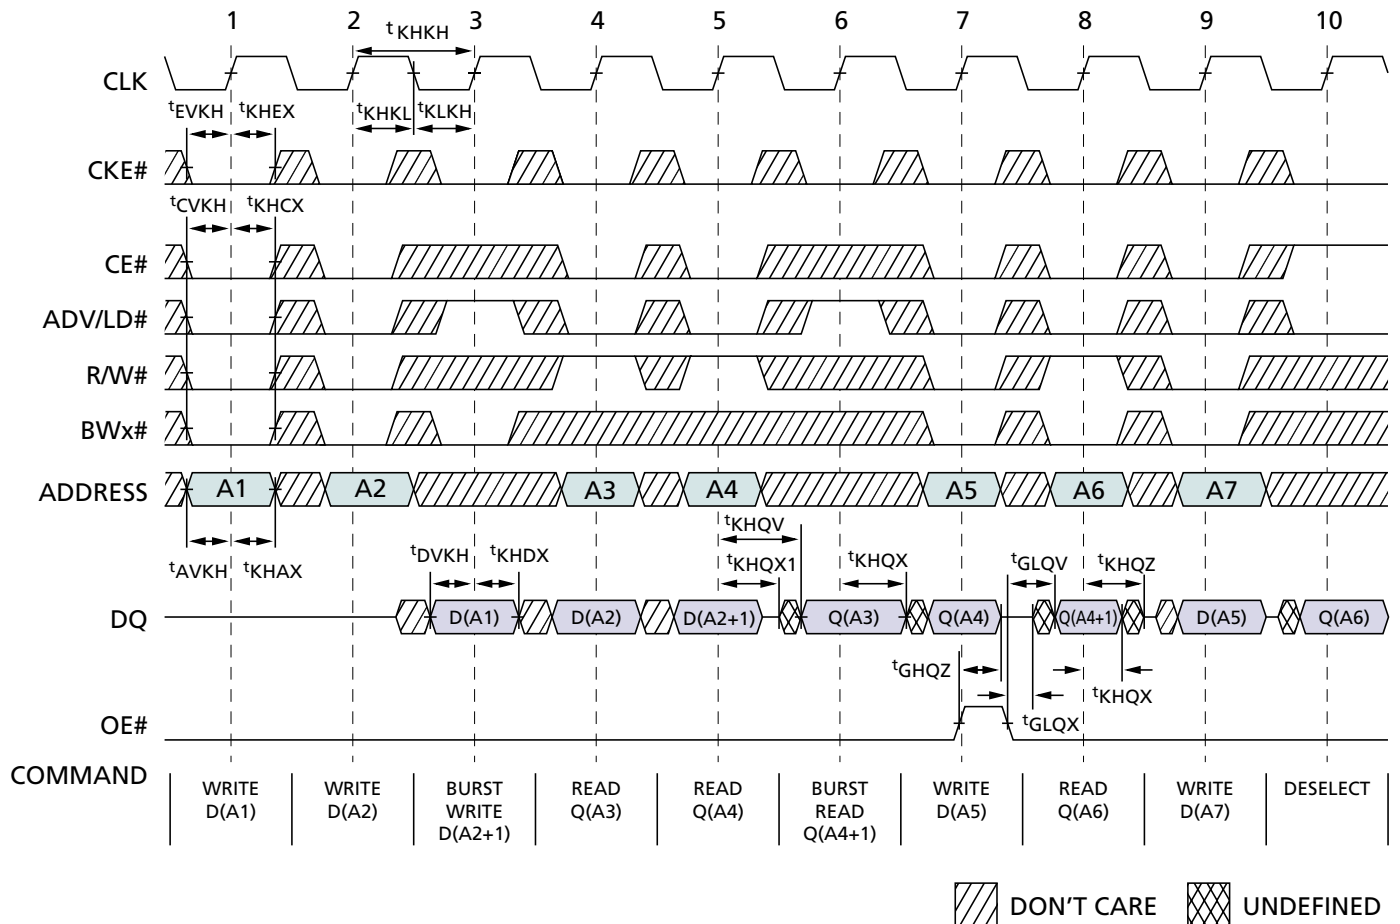 1 2 3 4 5 6 7 8 9 10
tKHKH
CLK
tEVKH tKHEX tKHKL tKLKH
CKE#
tCVKH tKHCX
CE#
ADV/LD#
R/W#
BWx#
ADDRESS A1 A2 A3 A4 A5 A6 A7
tAVKH tKHAX
tKHQV
tDVKH tKHDX tKHQX1 tKHQX tGLQV tKHQZ
DQ D(A1) D(A2) D(A2+1) Q(A3) Q(A4) Q(A4+1) D(A5) Q(A6)
tGHQZ tKHQX
tGLQX
OE#
COMMAND
WRITE
D(A1)
WRITE
D(A2)
BURST
WRITE
D(A2+1)
READ
Q(A3)
READ
Q(A4)
BURST
READ
Q(A4+1)
WRITE
D(A5)
READ
Q(A6)
WRITE
D(A7)
DESELECT
DON'T CARE UNDEFINED